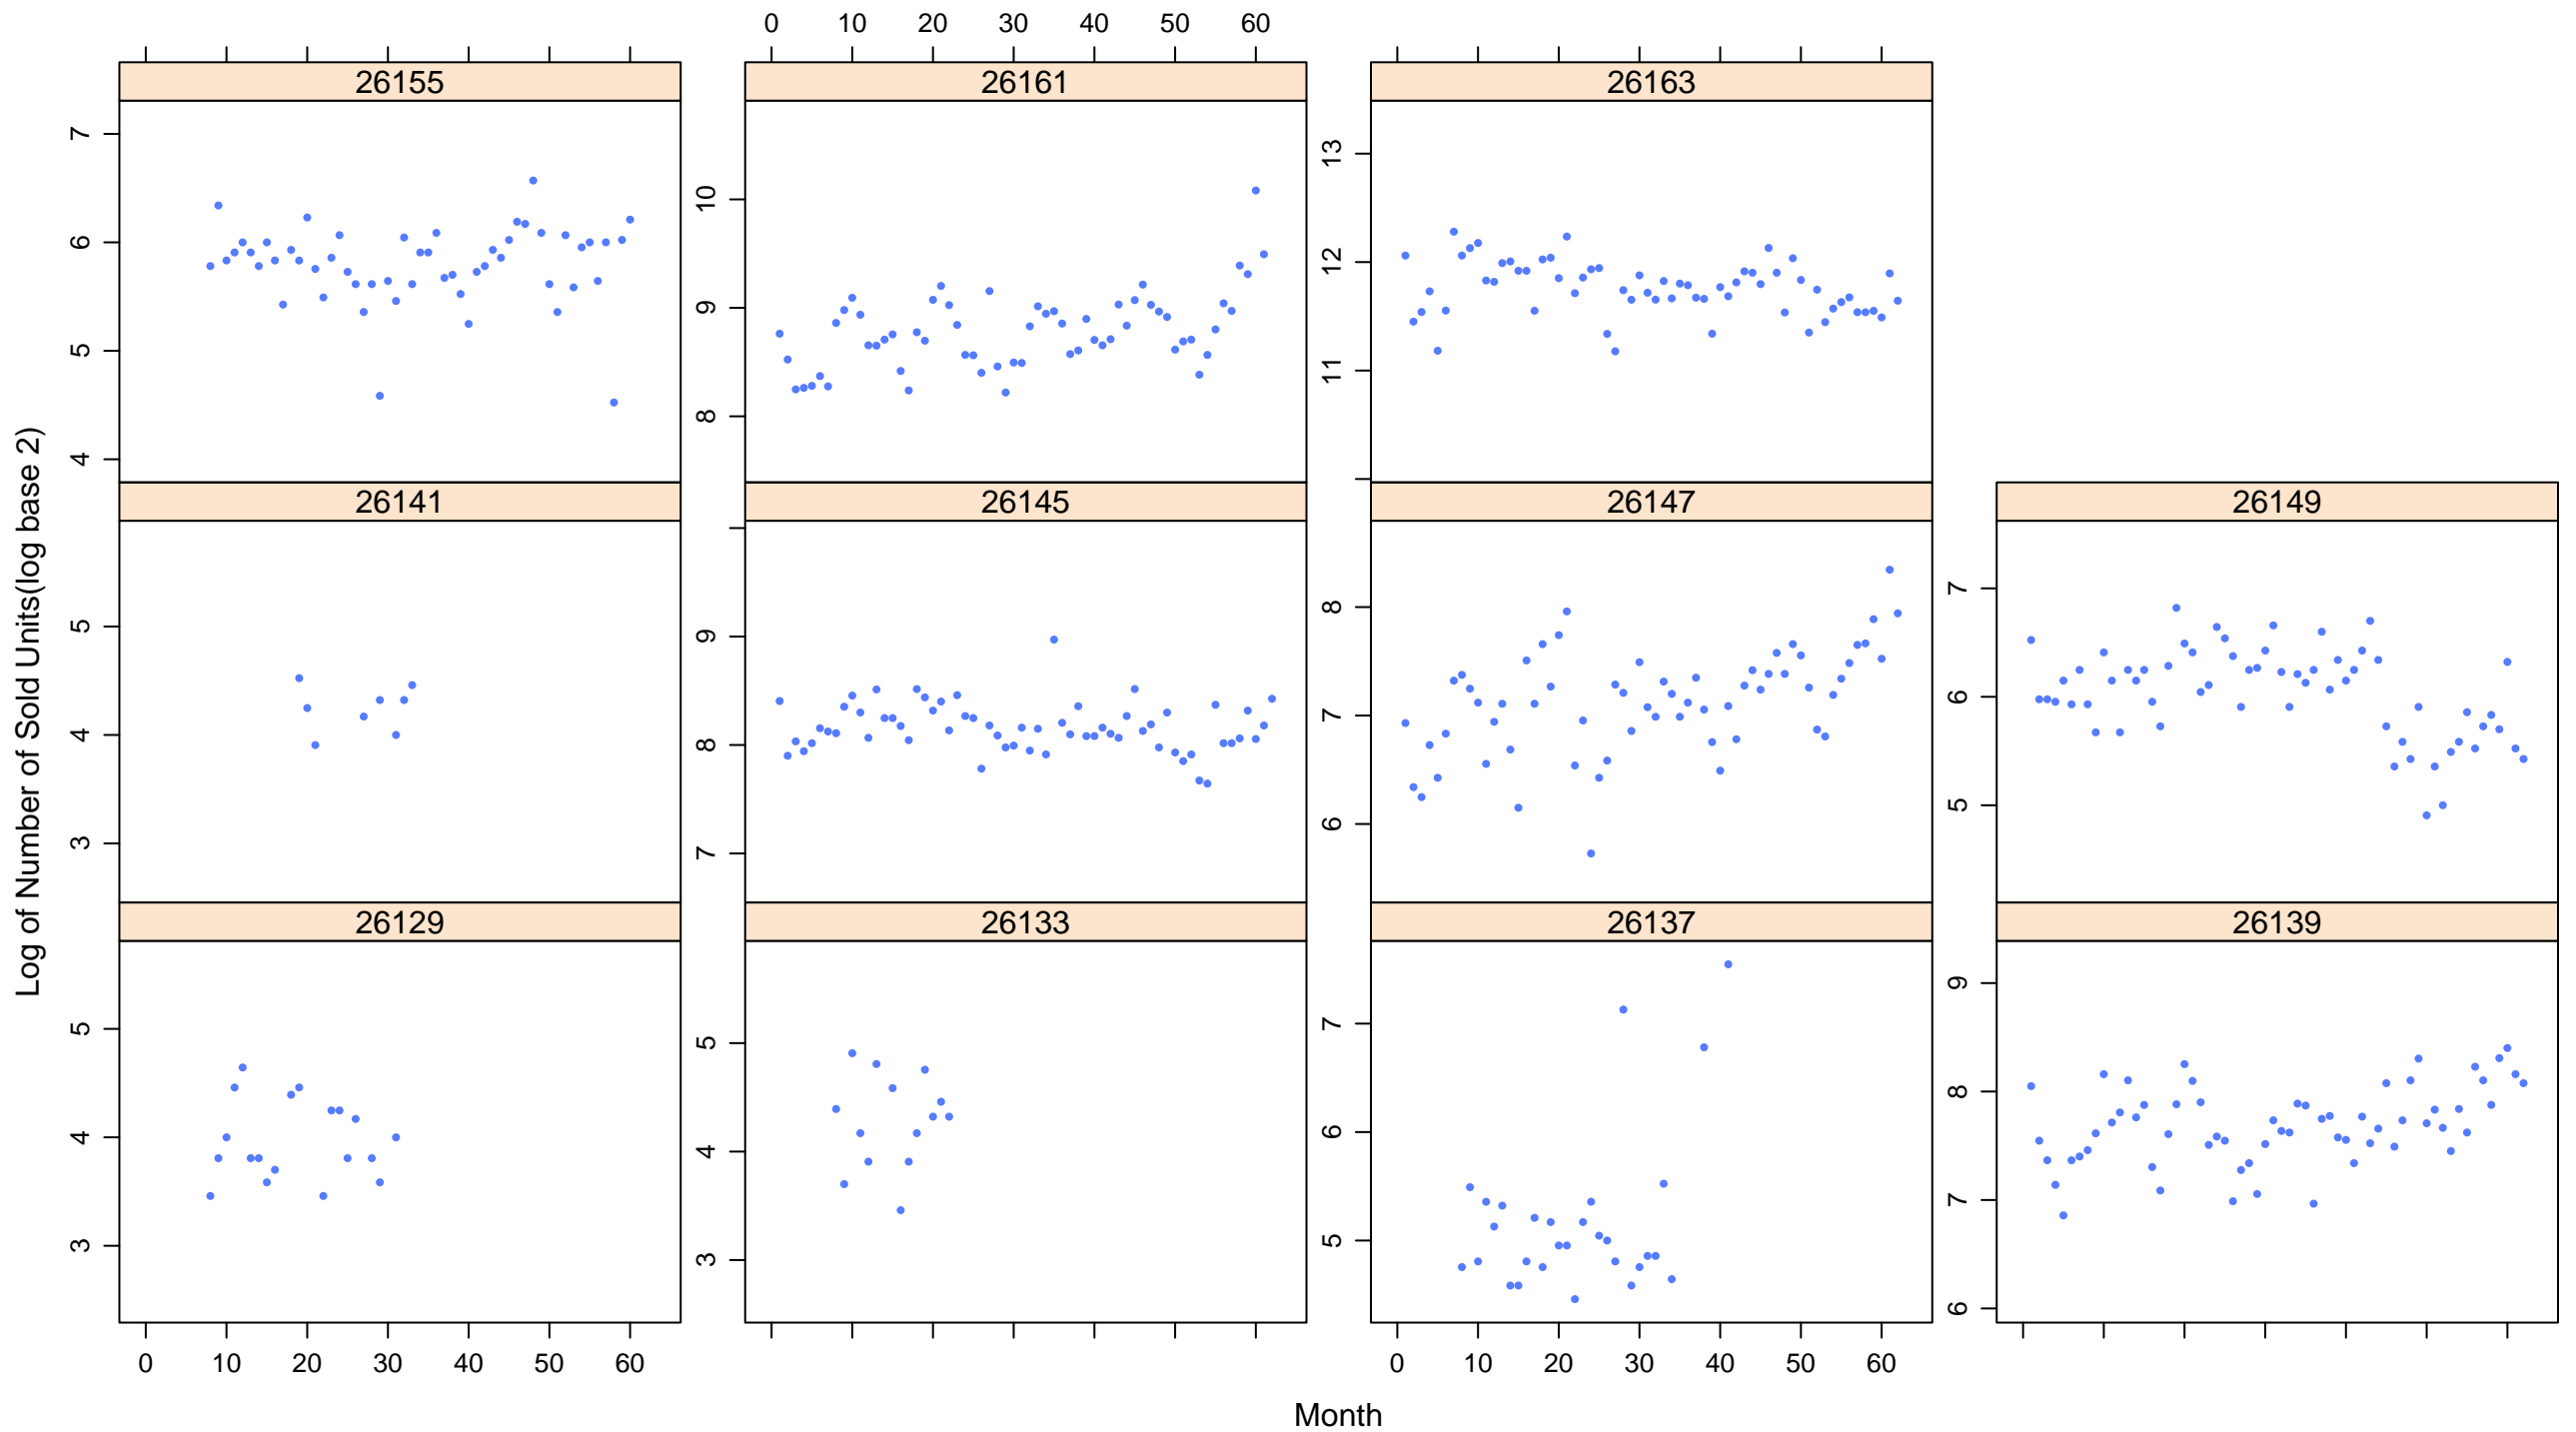 0 10 20 30 40 50 60
26155 26161 26163
7 6 5 4
10 9 8
13 12 11
Log of Number of Sold Units(log base 2)
26141 26145 26147 26149
5 4 3
9 8 7
8 7 6
7 6 5
26129 26133 26137 26139
5 4 3
5 4 3
7 6 5
9 8 7 6
0 10 20 30 40 50 60 0 10 20 30 40 50 60
Month